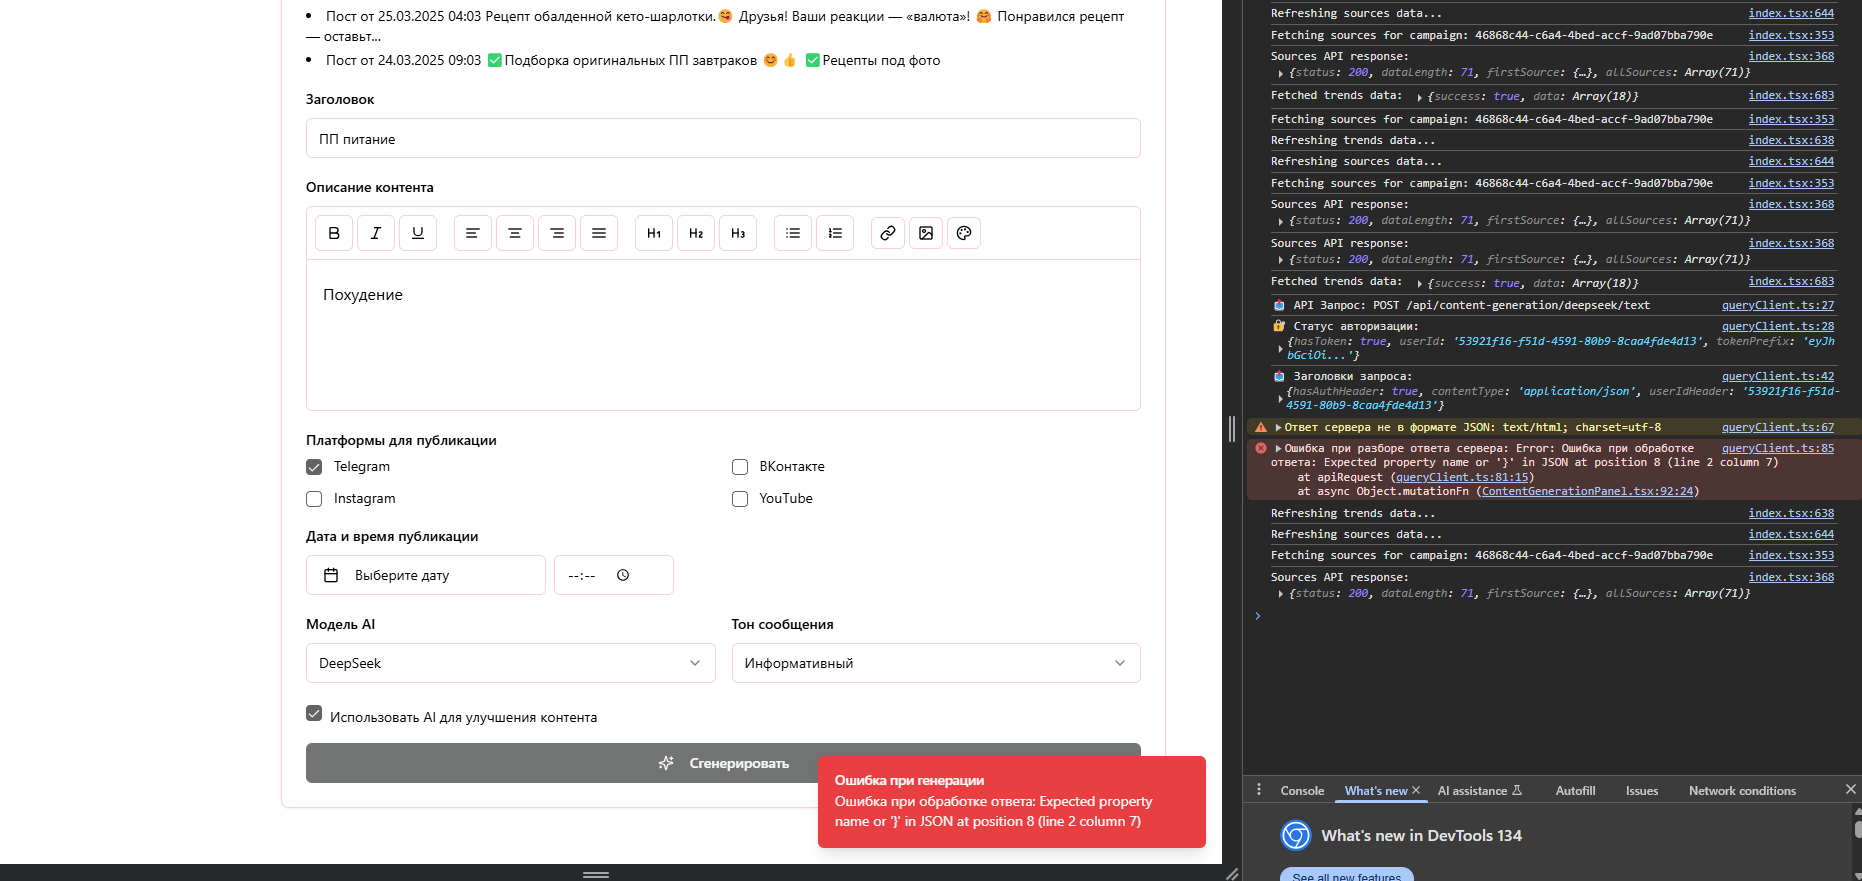 • Пост от 25.03.2025 04:03 Рецепт обалденной кето-шарлотки.😋 Друзья! Ваши реакции — «валюта»! 🤗 Понравился рецепт
— оставьт...
• Пост от 24.03.2025 09:03 ✅Подборка оригинальных ПП завтраков 😊 👍 ✅Рецепты под фото
Заголовок
ПП питание
Описание контента
B I U H1 H2 H3
Похудение
Платформы для публикации
Telegram
ВКонтакте
Instagram
YouTube
Дата и время публикации
Выберите дату
--:--
Модель AI
Тон сообщения
DeepSeek
Информативный
Использовать AI для улучшения контента
Сгенерировать
Ошибка при генерации
Ошибка при обработке ответа: Expected property
name or '}' in JSON at position 8 (line 2 column 7)
Refreshing sources data... index.tsx:644
Fetching sources for campaign: 46868c44-c6a4-4bed-accf-9ad07bba790e index.tsx:353
Sources API response: index.tsx:368
{status: 200, dataLength: 71, firstSource: {…}, allSources: Array(71)}
Fetched trends data: {success: true, data: Array(18)} index.tsx:683
Fetching sources for campaign: 46868c44-c6a4-4bed-accf-9ad07bba790e index.tsx:353
Refreshing trends data... index.tsx:638
Refreshing sources data... index.tsx:644
Fetching sources for campaign: 46868c44-c6a4-4bed-accf-9ad07bba790e index.tsx:353
Sources API response: index.tsx:368
{status: 200, dataLength: 71, firstSource: {…}, allSources: Array(71)}
Sources API response: index.tsx:368
{status: 200, dataLength: 71, firstSource: {…}, allSources: Array(71)}
Fetched trends data: {success: true, data: Array(18)} index.tsx:683
API Запрос: POST /api/content-generation/deepseek/text queryClient.ts:27
Статус авторизации: queryClient.ts:28
{hasToken: true, userId: '53921f16-f51d-4591-80b9-8caa4fde4d13', tokenPrefix: 'eyJh
bGciOi...'}
Заголовки запроса: queryClient.ts:42
{hasAuthHeader: true, contentType: 'application/json', userIdHeader: '53921f16-f51d-
4591-80b9-8caa4fde4d13'}
Ответ сервера не в формате JSON: text/html; charset=utf-8 queryClient.ts:67
Ошибка при разборе ответа сервера: Error: Ошибка при обработке queryClient.ts:85
ответа: Expected property name or '}' in JSON at position 8 (line 2 column 7)
at apiRequest (queryClient.ts:81:15)
at async Object.mutationFn (ContentGenerationPanel.tsx:92:24)
Refreshing trends data... index.tsx:638
Refreshing sources data... index.tsx:644
Fetching sources for campaign: 46868c44-c6a4-4bed-accf-9ad07bba790e index.tsx:353
Sources API response: index.tsx:368
{status: 200, dataLength: 71, firstSource: {…}, allSources: Array(71)}
Console What's new AI assistance Autofill Issues Network conditions
What's new in DevTools 134
See all new features